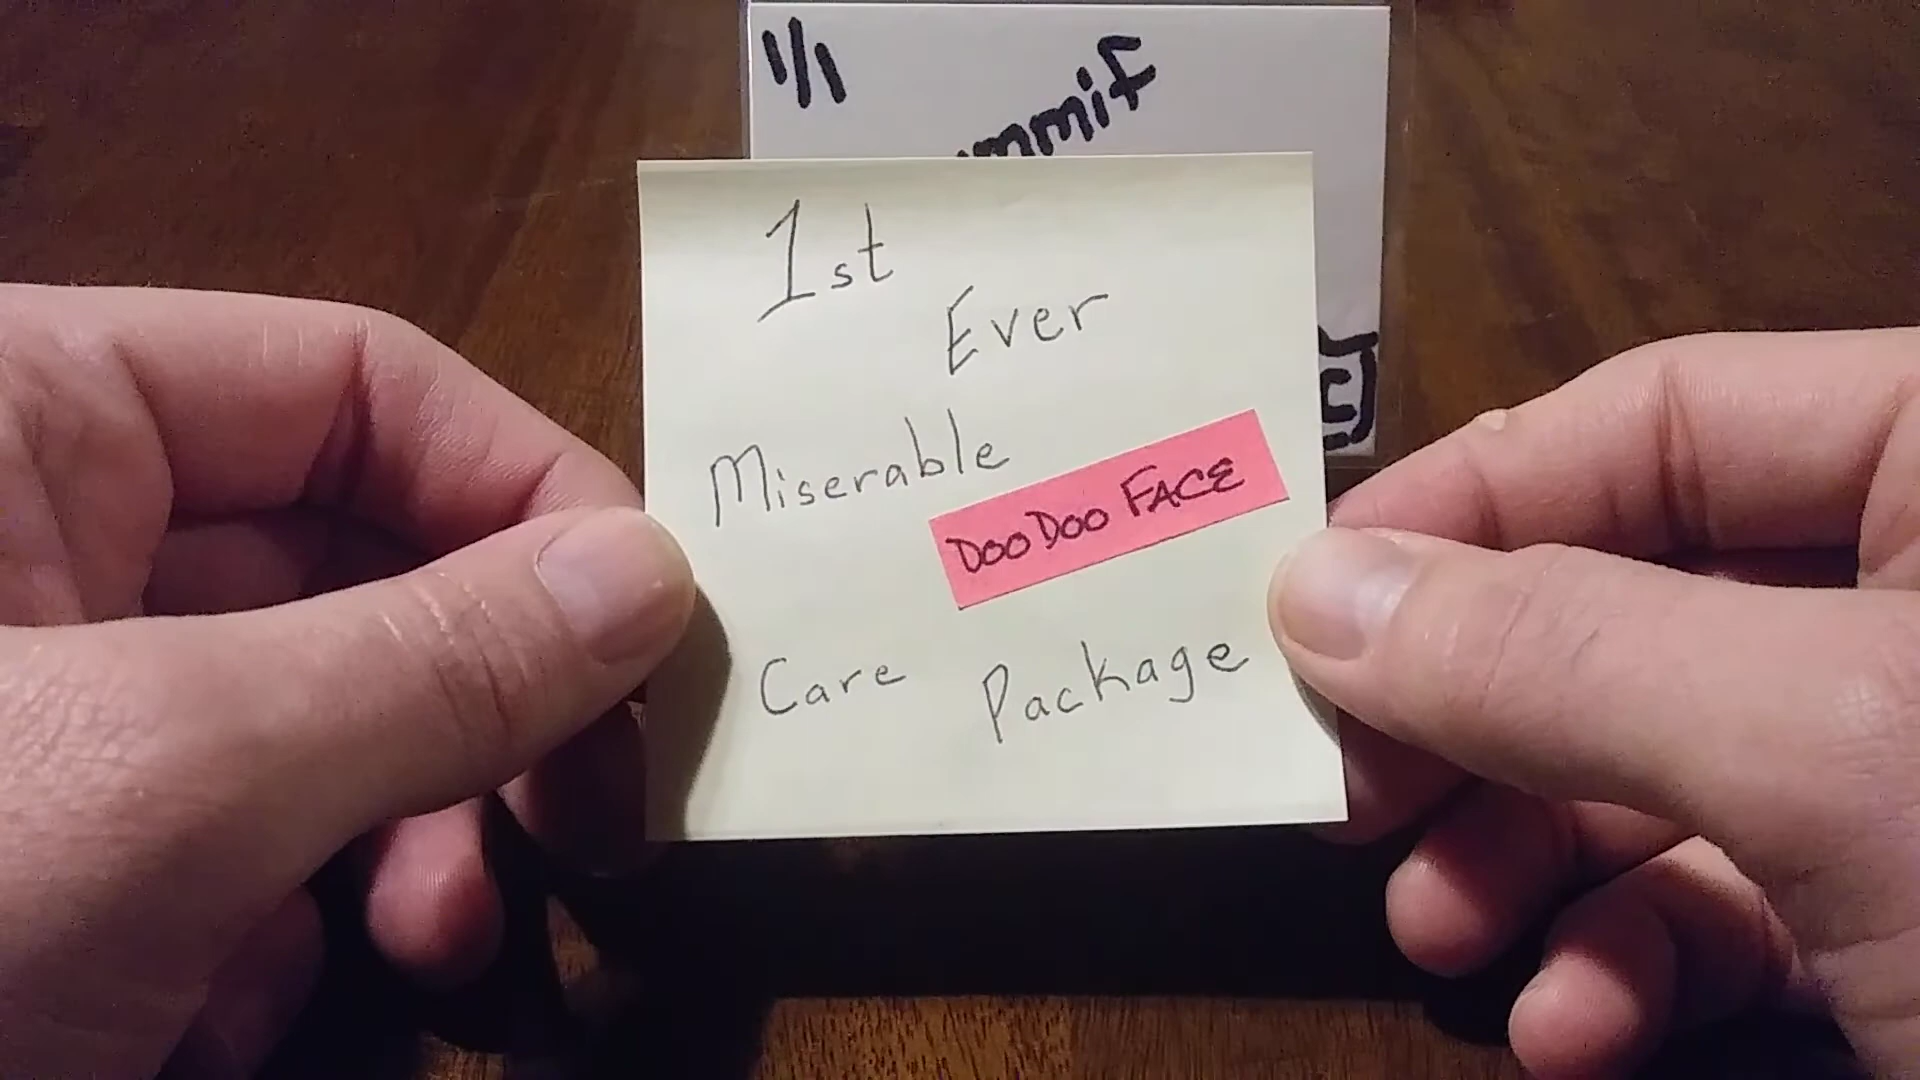 1/1
1st
Ever
Miserable
DOO DOO FACE
Care Package